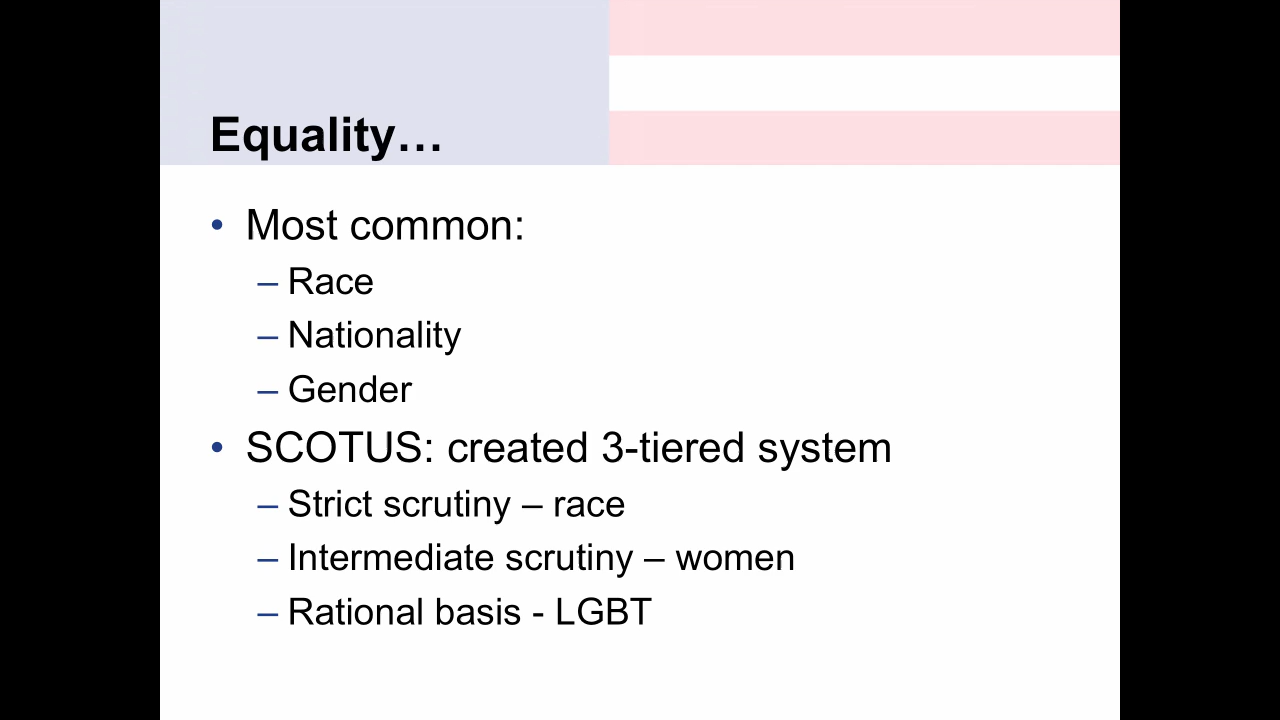 Equality…
• Most common:
– Race
– Nationality
– Gender
• SCOTUS: created 3-tiered system
– Strict scrutiny – race
– Intermediate scrutiny – women
– Rational basis - LGBT